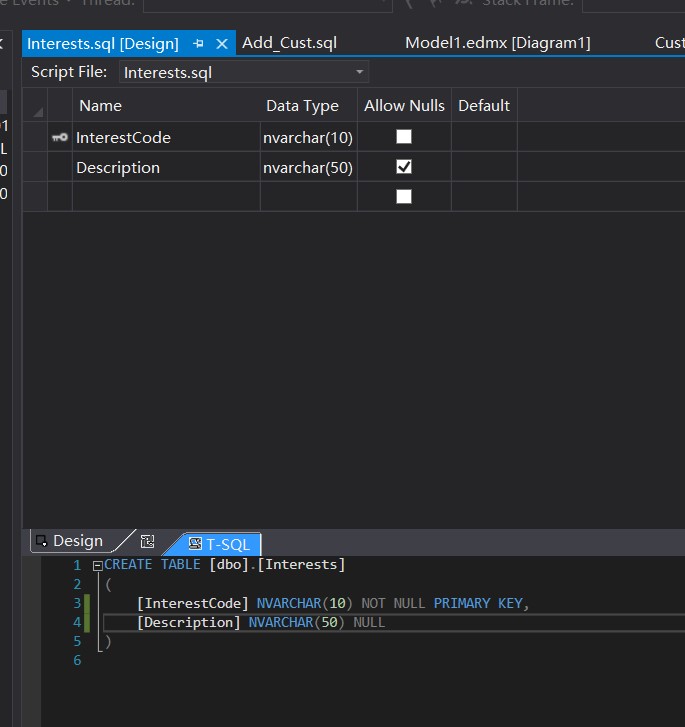 Events Thread: Stack Frame:
Interests.sql [Design] Add_Cust.sql Model1.edmx [Diagram1] Cust
Script File: Interests.sql
Name Data Type Allow Nulls Default
InterestCode nvarchar(10)
Description nvarchar(50)
Design T-SQL
1 CREATE TABLE [dbo].[Interests]
2 (
3 [InterestCode] NVARCHAR(10) NOT NULL PRIMARY KEY,
4 [Description] NVARCHAR(50) NULL
5 )
6